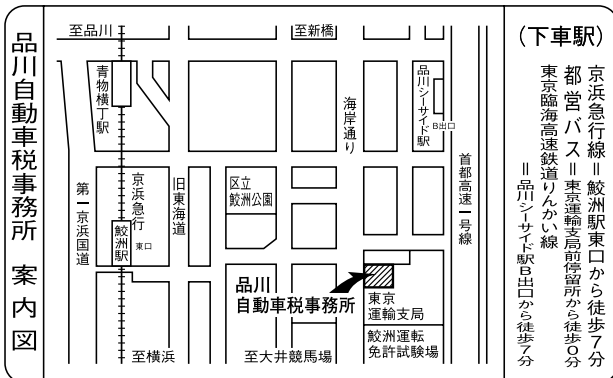 品川自動車税事務所 案内図
至品川
至新橋
青物横丁駅
海岸通り
品川シーサイド駅
B出口
首都高速一号線
第一京浜国道
京浜急行
鮫洲駅
東口
旧東海道
区立
鮫洲公園
品川
自動車税事務所
東京
運輸支局
鮫洲運転
免許試験場
至横浜
至大井競馬場
(下車駅)
京浜急行線=鮫洲駅東口から徒歩7分
都営バス=東京運輸支局前停留所から徒歩0分
東京臨海高速鉄道りんかい線
=品川シーサイド駅B出口から徒歩7分